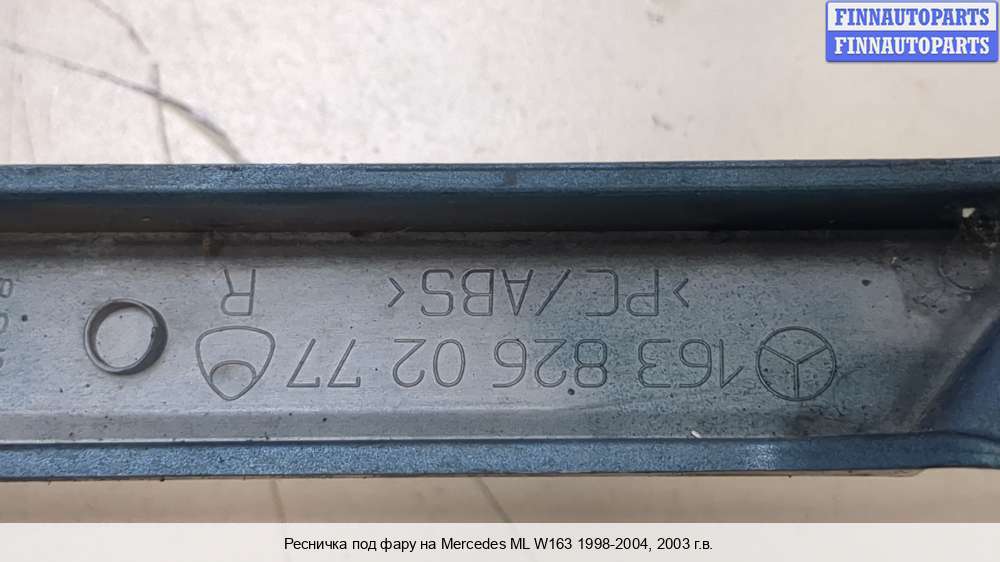 FINNAUTOPARTS
FINNAUTOPARTS
163 826 02 77
>PC/ABS<
R
Ресничка под фару на Mercedes ML W163 1998-2004, 2003 г.в.